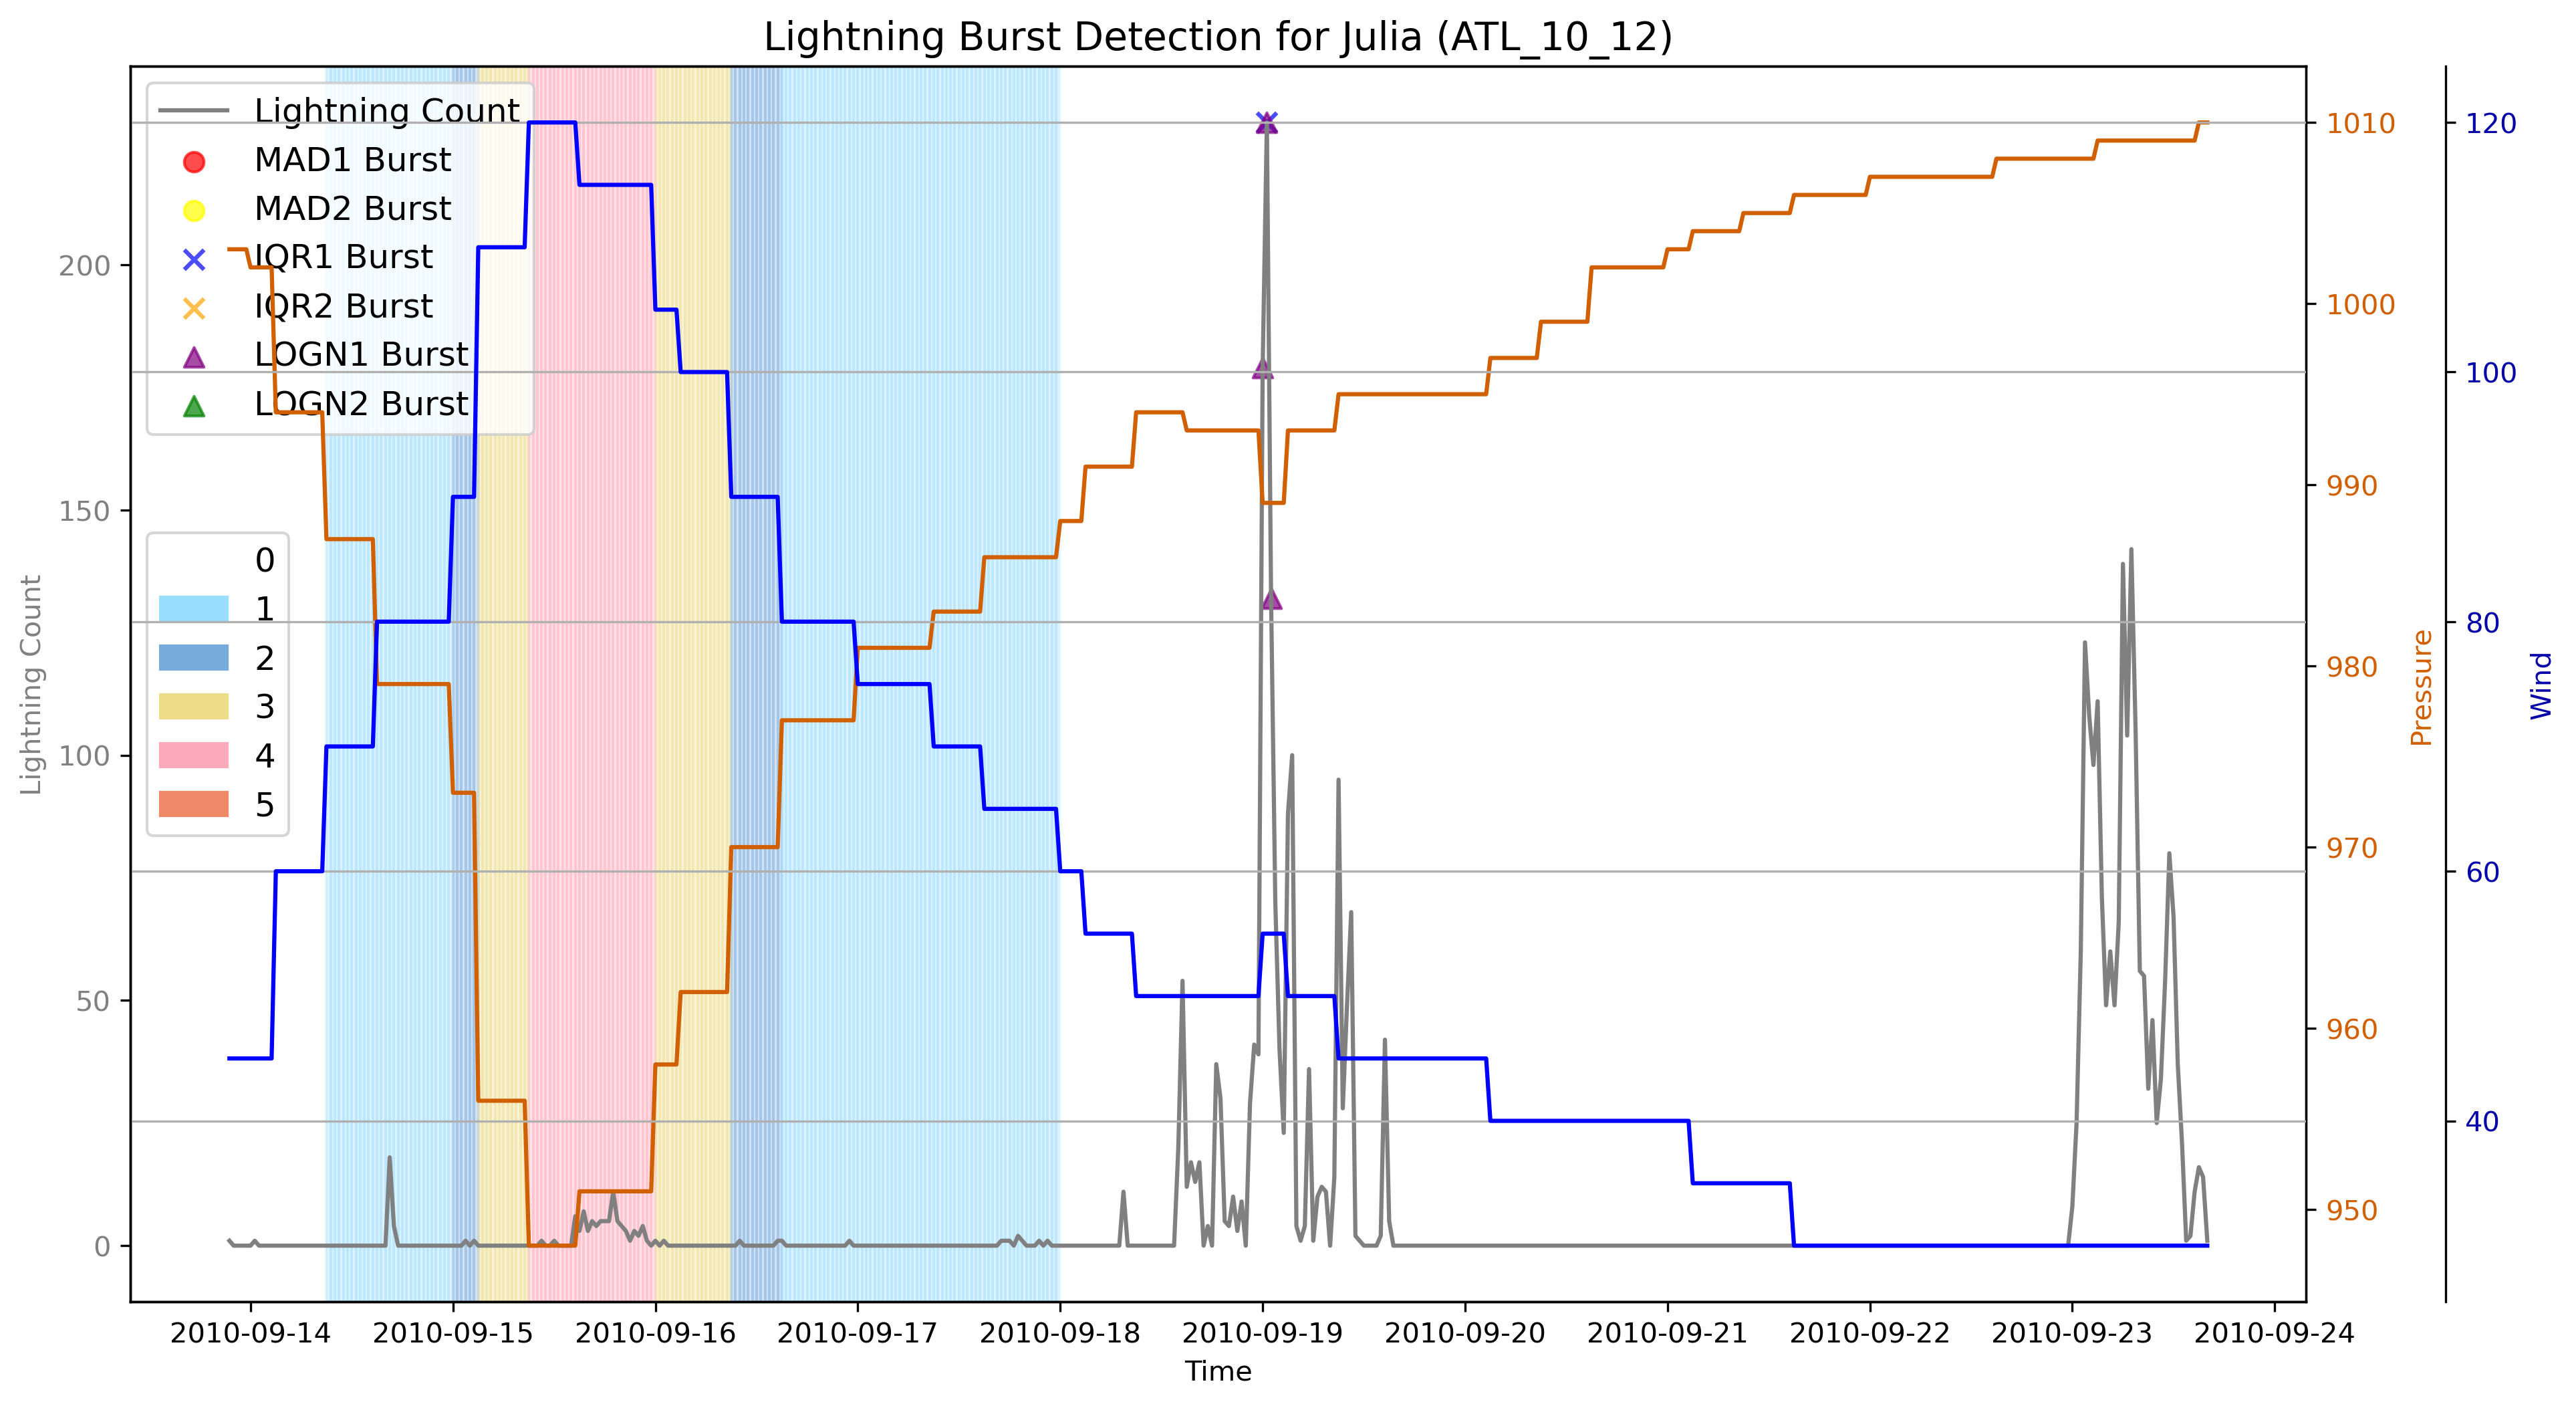 Lightning Burst Detection for Julia (ATL_10_12)
Lightning Count
MAD1 Burst
MAD2 Burst
IQR1 Burst
IQR2 Burst
LOGN1 Burst
LOGN2 Burst
0
1
2
3
4
5
Lightning Count
200
150
100
50
0
1010
1000
990
980
970
960
950
Pressure
120
100
80
60
40
Wind
2010-09-14 2010-09-15 2010-09-16 2010-09-17 2010-09-18 2010-09-19 2010-09-20 2010-09-21 2010-09-22 2010-09-23 2010-09-24
Time